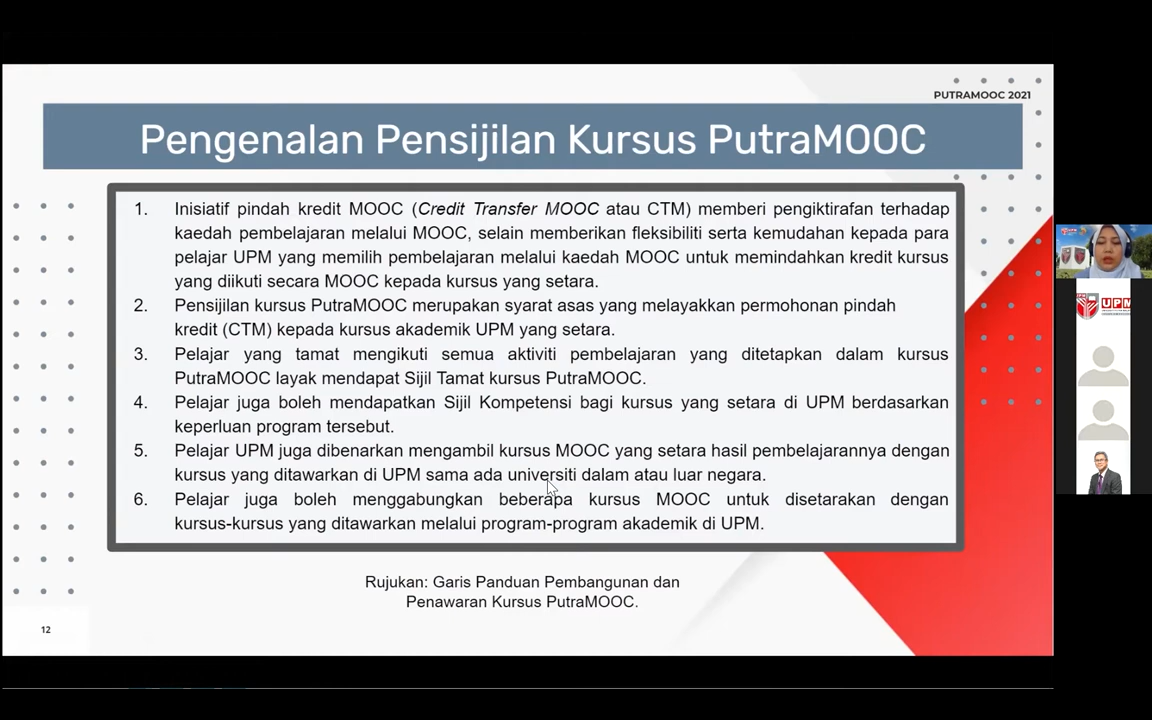 PUTRAMOOC 2021
Pengenalan Pensijilan Kursus PutraMOOC
1. Inisiatif pindah kredit MOOC (Credit Transfer MOOC atau CTM) memberi pengiktirafan terhadap
kaedah pembelajaran melalui MOOC, selain memberikan fleksibiliti serta kemudahan kepada para
pelajar UPM yang memilih pembelajaran melalui kaedah MOOC untuk memindahkan kredit kursus
yang diikuti secara MOOC kepada kursus yang setara.
2. Pensijilan kursus PutraMOOC merupakan syarat asas yang melayakkan permohonan pindah
kredit (CTM) kepada kursus akademik UPM yang setara.
3. Pelajar yang tamat mengikuti semua aktiviti pembelajaran yang ditetapkan dalam kursus
PutraMOOC layak mendapat Sijil Tamat kursus PutraMOOC.
4. Pelajar juga boleh mendapatkan Sijil Kompetensi bagi kursus yang setara di UPM berdasarkan
keperluan program tersebut.
5. Pelajar UPM juga dibenarkan mengambil kursus MOOC yang setara hasil pembelajarannya dengan
kursus yang ditawarkan di UPM sama ada universiti dalam atau luar negara.
6. Pelajar juga boleh menggabungkan beberapa kursus MOOC untuk disetarakan dengan
kursus-kursus yang ditawarkan melalui program-program akademik di UPM.
Rujukan: Garis Panduan Pembangunan dan
Penawaran Kursus PutraMOOC.
12
UPM